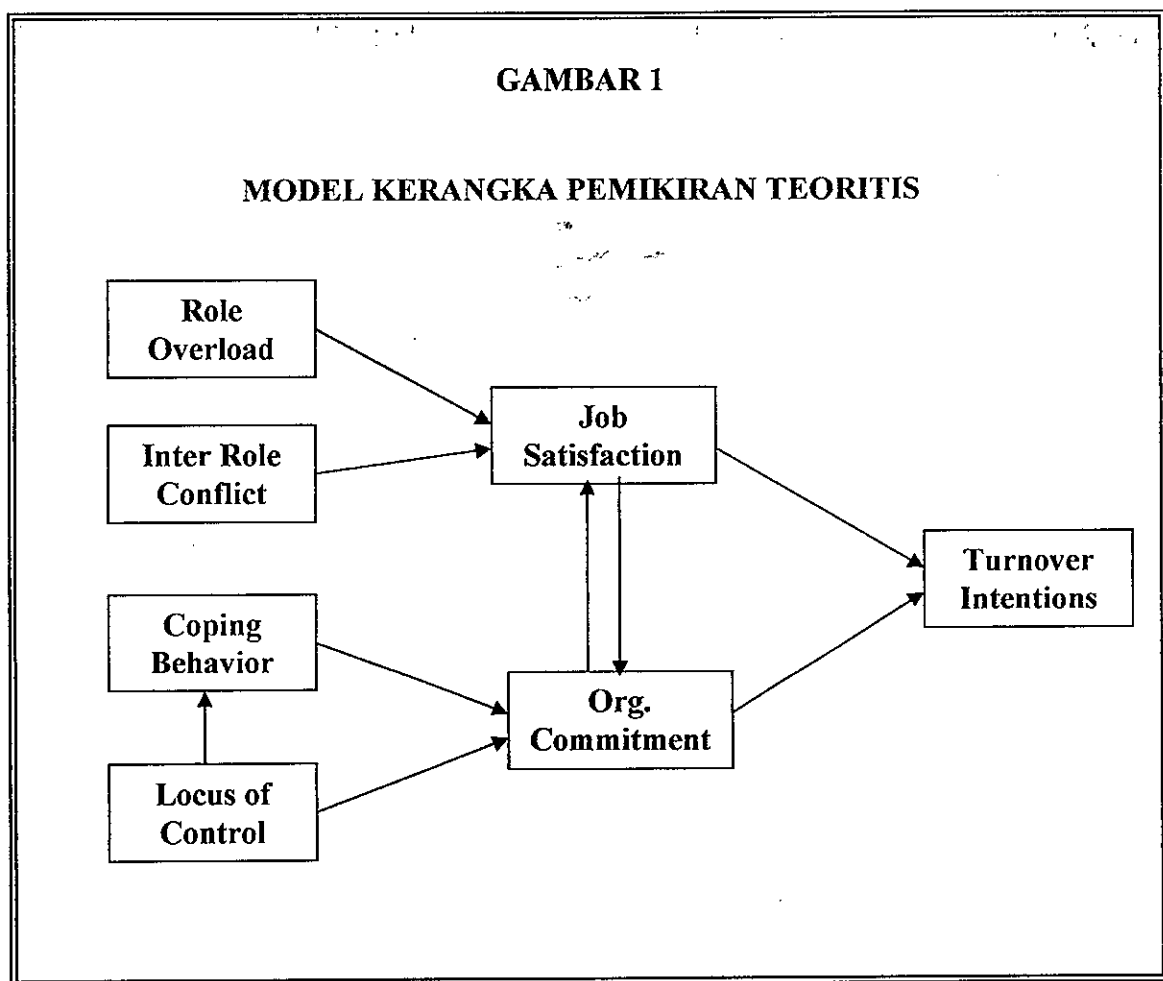 GAMBAR 1
MODEL KERANGKA PEMIKIRAN TEORITIS
Role
Overload
Inter Role
Conflict
Coping
Behavior
Locus of
Control
Job
Satisfaction
Org.
Commitment
Turnover
Intentions